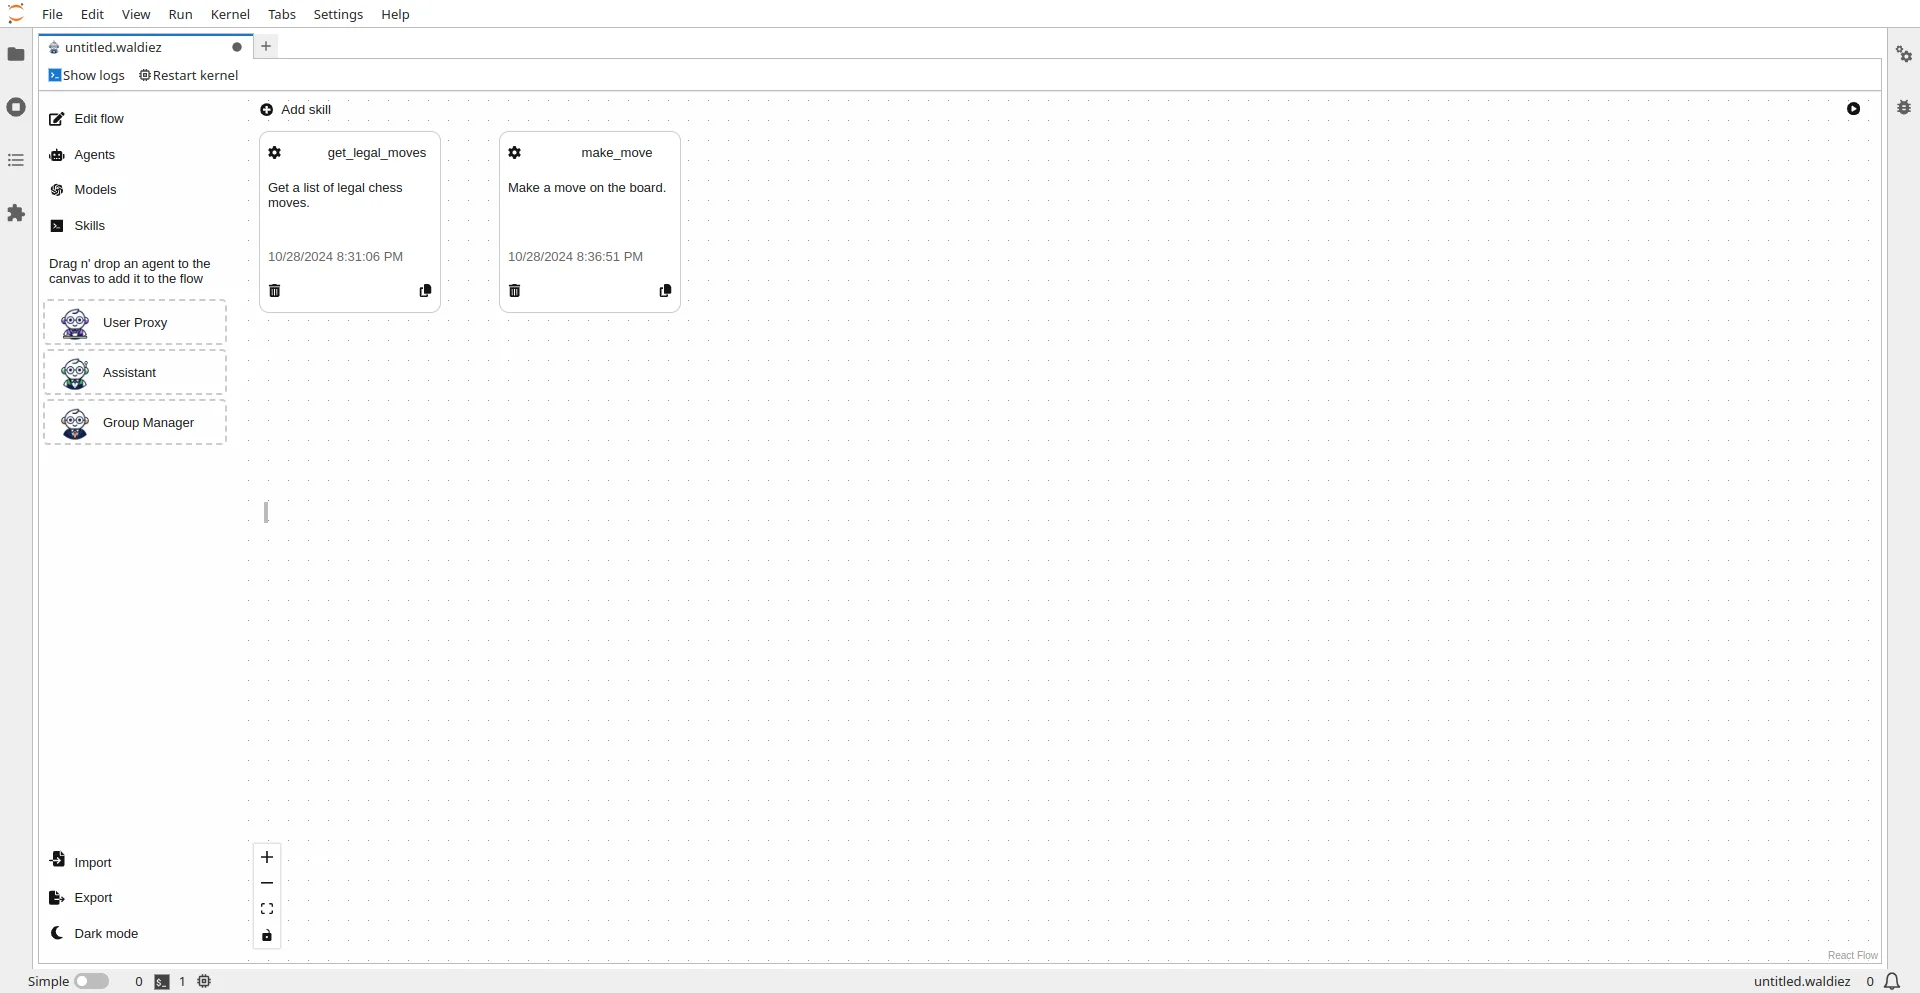 File Edit View Run Kernel Tabs Settings Help
untitled.waldiez
Show logs Restart kernel
Edit flow
Agents
Models
Skills
Drag n' drop an agent to the
canvas to add it to the flow
User Proxy
Assistant
Group Manager
Import
Export
Dark mode
Add skill
get_legal_moves
Get a list of legal chess
moves.
10/28/2024 8:31:06 PM
make_move
Make a move on the board.
10/28/2024 8:36:51 PM
React Flow
Simple 0 $_ 1 untitled.waldiez 0